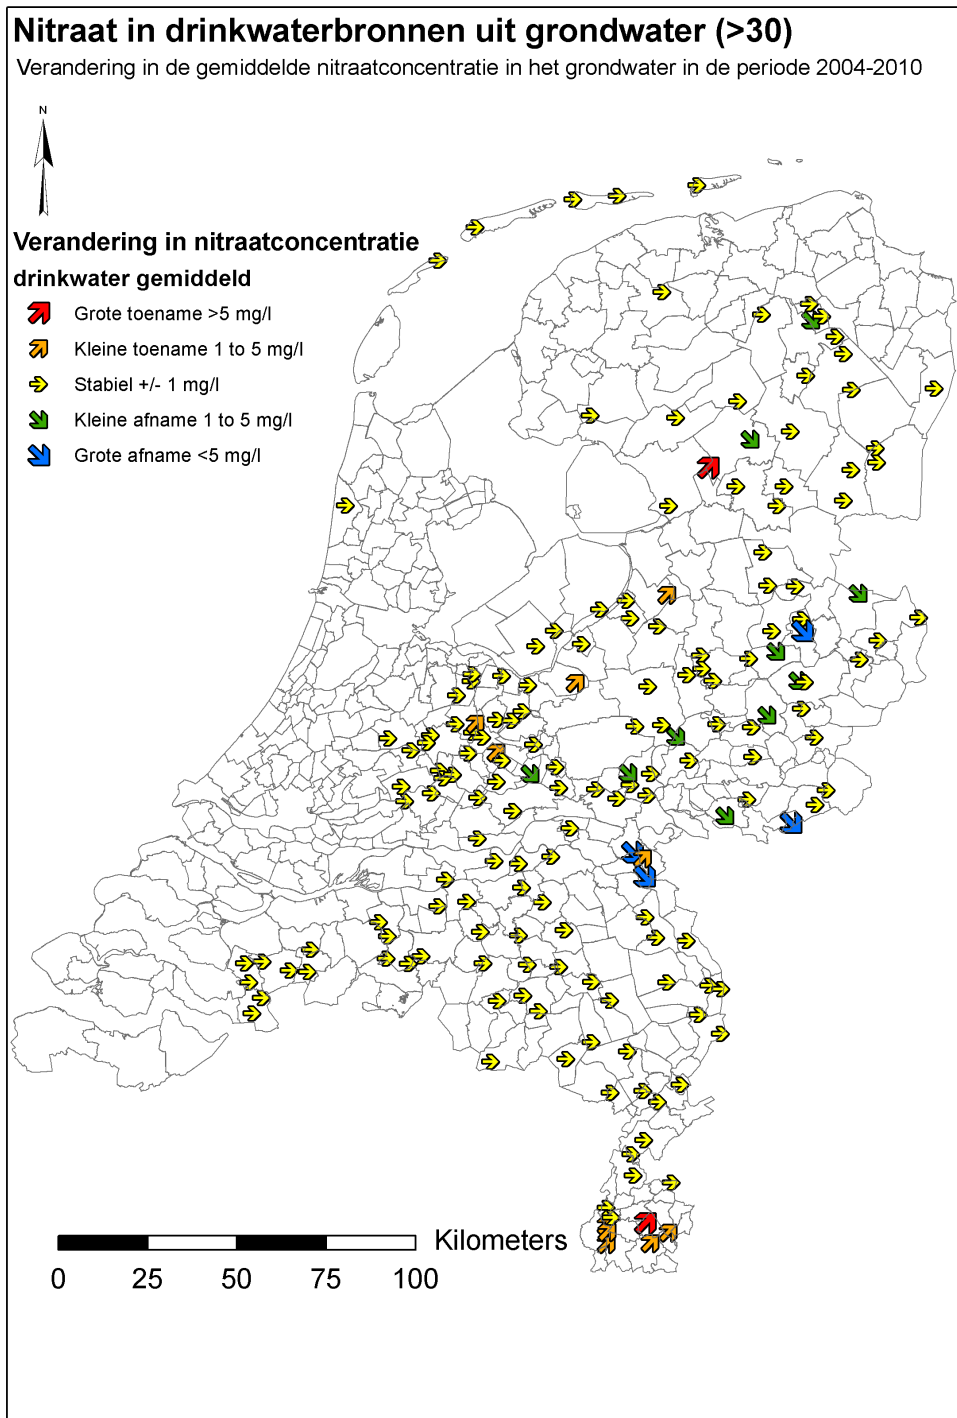 Nitraat in drinkwaterbronnen uit grondwater (>30)
Verandering in de gemiddelde nitraatconcentratie in het grondwater in de periode 2004-2010
N
Verandering in nitraatconcentratie
drinkwater gemiddeld
Grote toename >5 mg/l
Kleine toename 1 to 5 mg/l
Stabiel +/- 1 mg/l
Kleine afname 1 to 5 mg/l
Grote afname <5 mg/l
Kilometers
0 25 50 75 100